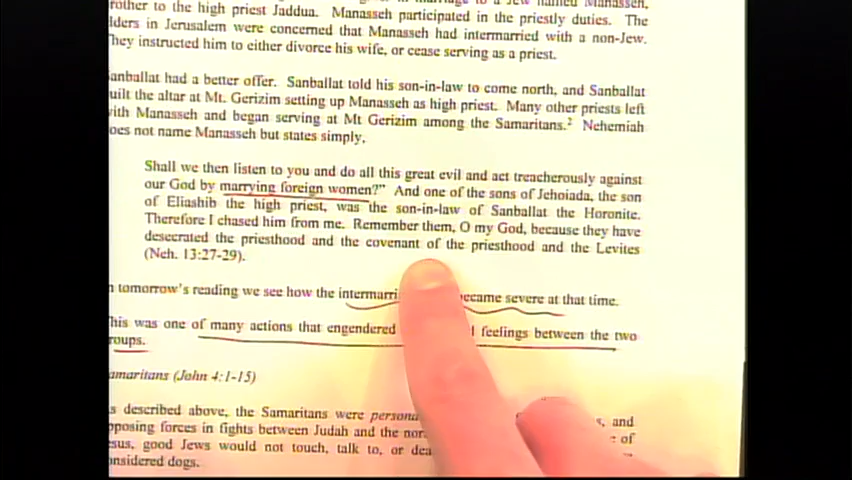 brother to the high priest Jaddua. Manasseh participated in the priestly duties. The
lders in Jerusalem were concerned that Manasseh had intermarried with a non-Jew.
They instructed him to either divorce his wife, or cease serving as a priest.
anballat had a better offer. Sanballat told his son-in-law to come north, and Sanballat
uilt the altar at Mt. Gerizim setting up Manasseh as high priest. Many other priests left
with Manasseh and began serving at Mt Gerizim among the Samaritans.² Nehemiah
oes not name Manasseh but states simply,
Shall we then listen to you and do all this great evil and act treacherously against
our God by marrying foreign women?” And one of the sons of Jehoiada, the son
of Eliashib the high priest, was the son-in-law of Sanballat the Horonite.
Therefore I chased him from me. Remember them, O my God, because they have
desecrated the priesthood and the covenant of the priesthood and the Levites
(Neh. 13:27-29).
n tomorrow’s reading we see how the intermarri ecame severe at that time.
This was one of many actions that engendered feelings between the two
roups.
amaritans (John 4:1-15)
s described above, the Samaritans were persona s, and
pposing forces in fights between Judah and the nor e of
esus, good Jews would not touch, talk to, or dea
onsidered dogs.